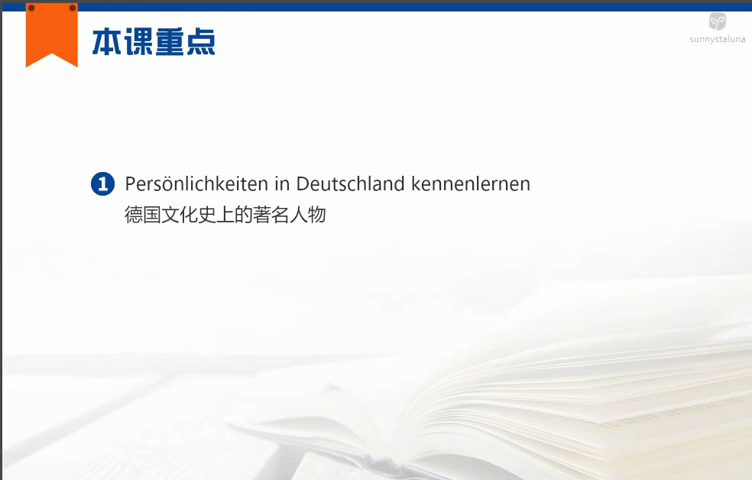 本课重点
sunnystaluna
1 Persönlichkeiten in Deutschland kennenlernen
德国文化史上的著名人物